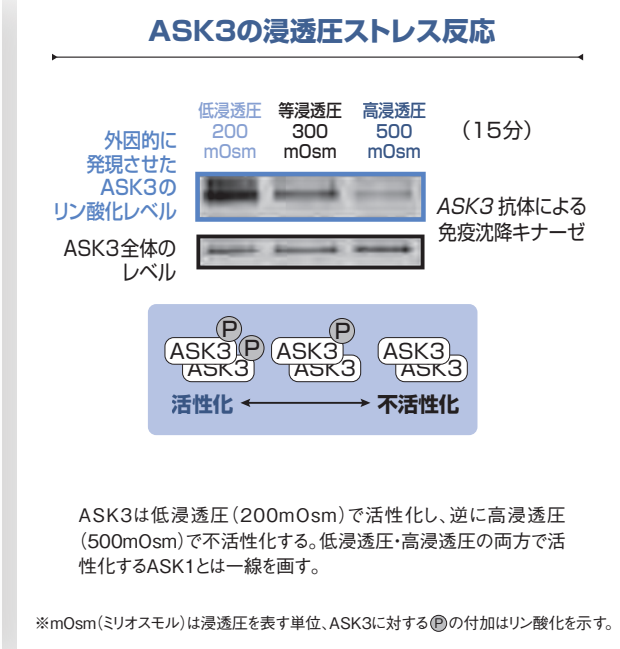 ASK3の浸透圧ストレス反応
低浸透圧 等浸透圧 高浸透圧
200 300 500
mOsm mOsm mOsm
（15分）
外因的に
発現させた
ASK3の
リン酸化レベル
ASK3 抗体による
免疫沈降キナーゼ
ASK3全体の
レベル
P P P
ASK3 ASK3 ASK3
ASK3 ASK3 ASK3
活性化 不活性化
ASK3は低浸透圧（200mOsm）で活性化し、逆に高浸透圧
（500mOsm）で不活性化する。低浸透圧・高浸透圧の両方で活
性化するASK1とは一線を画す。
※mOsm（ミリオスモル）は浸透圧を表す単位、ASK3に対するⓅの付加はリン酸化を示す。